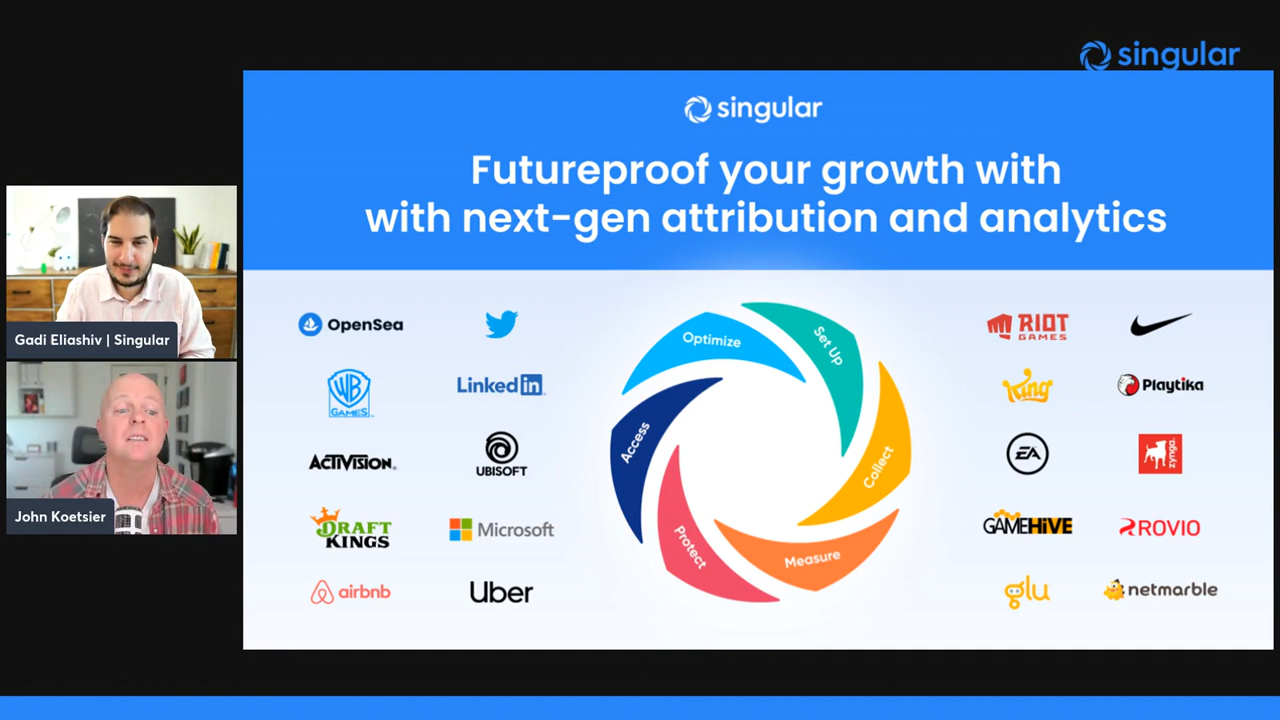 singular
singular
Futureproof your growth with
with next-gen attribution and analytics
Gadi Eliashiv | Singular
John Koetsier
OpenSea
WB
GAMES
LinkedIn
ACTIVISION
UBISOFT
DRAFT
KINGS
Microsoft
airbnb
Uber
Optimize
Set Up
Access
Collect
Protect
Measure
RIOT
GAMES
King
Playtika
EA
zynga
GAMEHIVE
ROVIO
glu
netmarble